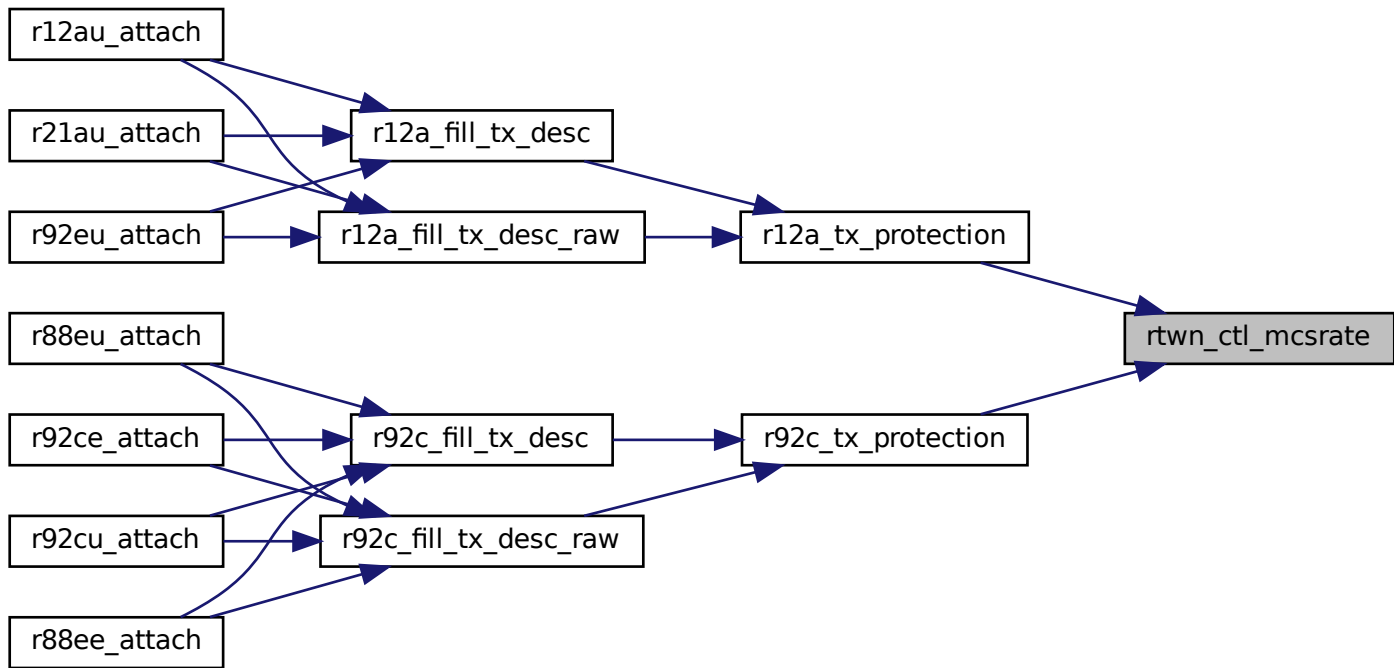 r12au_attach
r21au_attach
r12a_fill_tx_desc
r92eu_attach
r12a_fill_tx_desc_raw
r12a_tx_protection
r88eu_attach
rtwn_ctl_mcsrate
r92ce_attach
r92c_fill_tx_desc
r92c_tx_protection
r92cu_attach
r92c_fill_tx_desc_raw
r88ee_attach